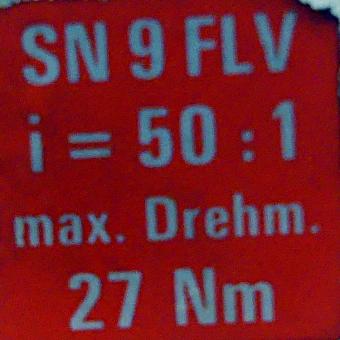 SN 9 FLV
i = 50 : 1
max. Drehm.
27 Nm